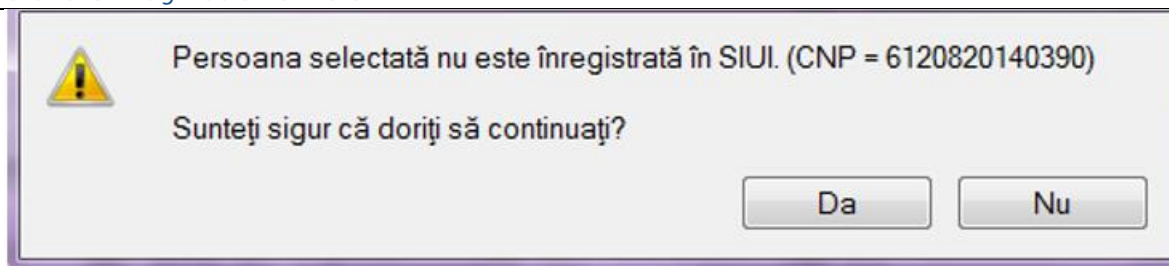 Persoana selectată nu este înregistrată în SIUI. (CNP = 6120820140390)
Sunteţi sigur că doriţi să continuaţi?
Da
Nu